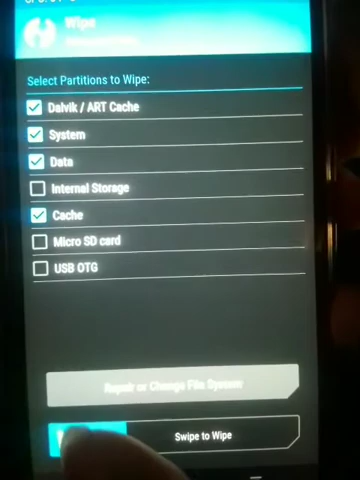 Wipe
Select Partitions to Wipe:
Dalvik / ART Cache
System
Data
Internal Storage
Cache
Micro SD card
USB OTG
Repair or Change File System
Swipe to Wipe